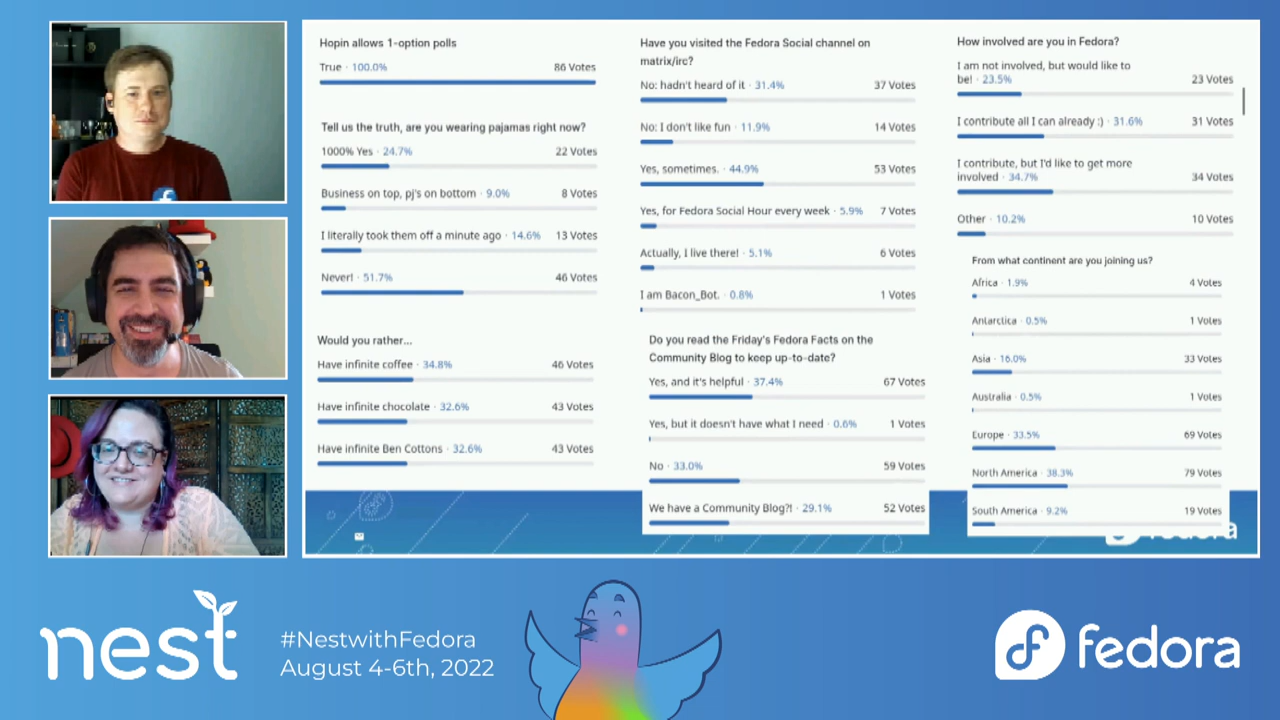 Hopin allows 1-option polls
True · 100.0% 86 Votes
Tell us the truth, are you wearing pajamas right now?
1000% Yes · 24.7% 22 Votes
Business on top, pj's on bottom · 9.0% 8 Votes
I literally took them off a minute ago · 14.6% 13 Votes
Never! · 51.7% 46 Votes
Would you rather...
Have infinite coffee · 34.8% 46 Votes
Have infinite chocolate · 32.6% 43 Votes
Have infinite Ben Cottons · 32.6% 43 Votes
Have you visited the Fedora Social channel on
matrix/irc?
No: hadn't heard of it · 31.4% 37 Votes
No: I don't like fun · 11.9% 14 Votes
Yes, sometimes. · 44.9% 53 Votes
Yes, for Fedora Social Hour every week · 5.9% 7 Votes
Actually, I live there! · 5.1% 6 Votes
I am Bacon_Bot. · 0.8% 1 Votes
Do you read the Friday's Fedora Facts on the
Community Blog to keep up-to-date?
Yes, and it's helpful · 37.4% 67 Votes
Yes, but it doesn't have what I need · 0.6% 1 Votes
No · 33.0% 59 Votes
We have a Community Blog?! · 29.1% 52 Votes
How involved are you in Fedora?
I am not involved, but would like to
be! · 23.5% 23 Votes
I contribute all I can already :) · 31.6% 31 Votes
I contribute, but I'd like to get more
involved · 34.7% 34 Votes
Other · 10.2% 10 Votes
From what continent are you joining us?
Africa · 1.9% 4 Votes
Antarctica · 0.5% 1 Votes
Asia · 16.0% 33 Votes
Australia · 0.5% 1 Votes
Europe · 33.5% 69 Votes
North America · 38.3% 79 Votes
South America · 9.2% 19 Votes
fedora
nest
#NestwithFedora
August 4-6th, 2022
fedora